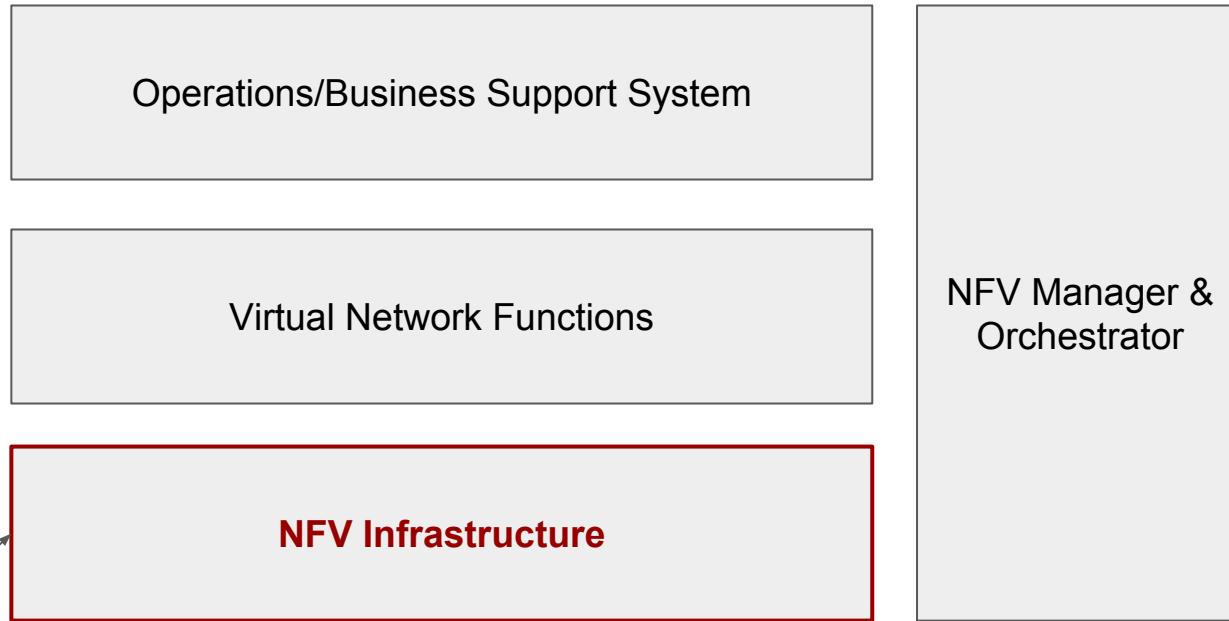 Operations/Business Support System
Virtual Network Functions
NFV Manager &
Orchestrator
NFV Infrastructure